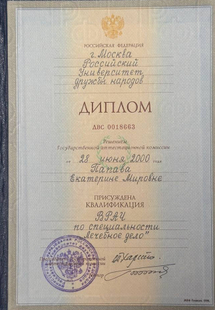 РОССИЙСКАЯ ФЕДЕРАЦИЯ
г. Москва
Российский
Университет
дружбы народов
ДИПЛОМ
АВС 0018663
Решением
Государственной аттестационной комиссии
от 28 июня 2000 года
Папава
Екатерине Мировне
ПРИСУЖДЕНА
КВАЛИФИКАЦИЯ
ВРАЧ
по специальности
„Лечебное дело"